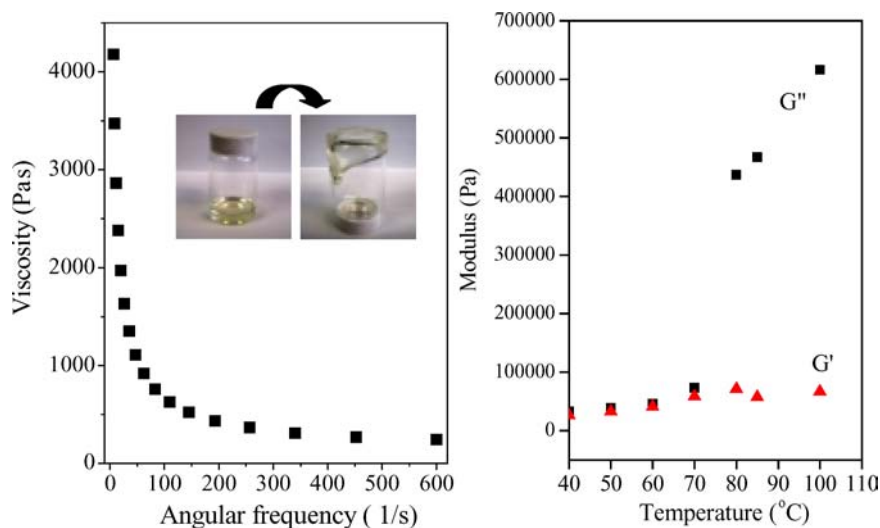 4000
3000
2000
1000
0
Viscosity (Pas)
0 100 200 300 400 500 600
Angular frequency ( 1/s)
700000
600000
500000
400000
300000
200000
100000
0
Modulus (Pa)
G"
G'
40 50 60 70 80 90 100 110
Temperature (°C)